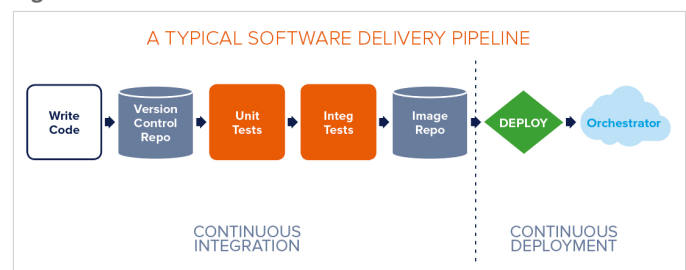 A TYPICAL SOFTWARE DELIVERY PIPELINE
Write
Code
Version
Control
Repo
Unit
Tests
Integ
Tests
Image
Repo
DEPLOY
Orchestrator
CONTINUOUS
INTEGRATION
CONTINUOUS
DEPLOYMENT